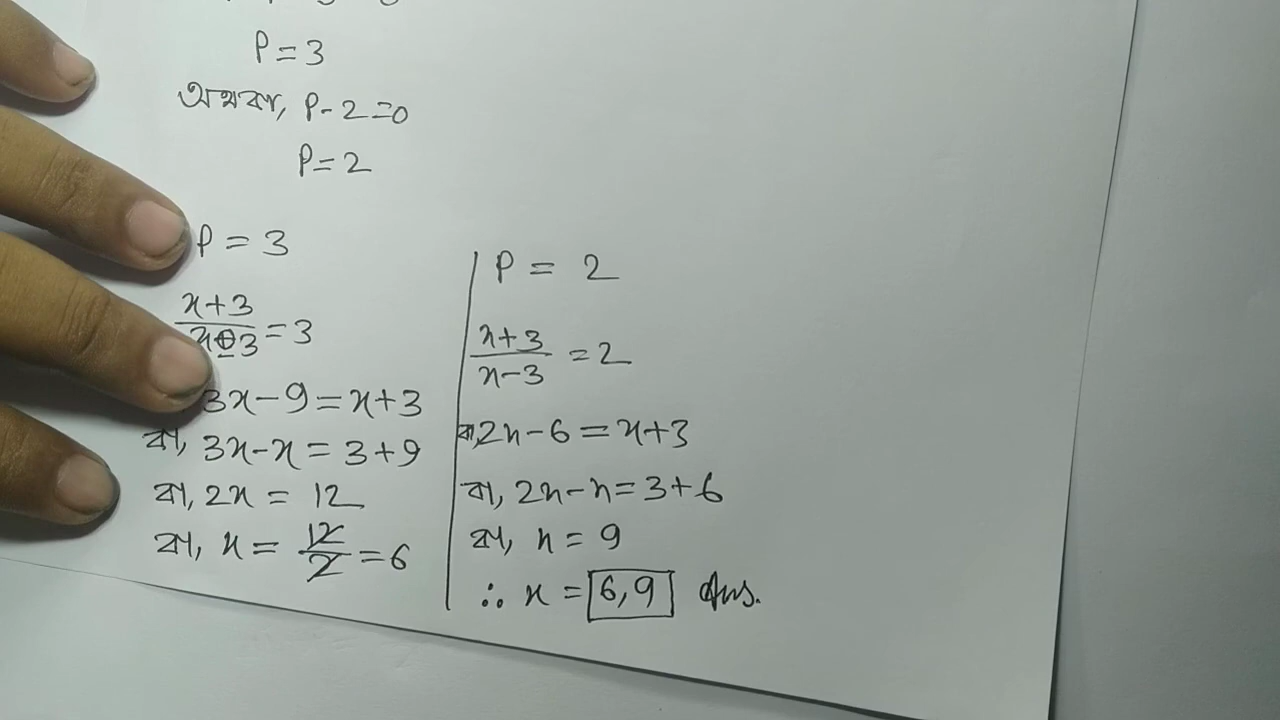 P = 3
অথবা, P - 2 = 0
P = 2
P = 3
x+3/x-3 = 3
3x - 9 = x + 3
বা, 3x - x = 3 + 9
বা, 2x = 12
বা, x = 12/2 = 6
P = 2
x+3/x-3 = 2
বা, 2x - 6 = x + 3
বা, 2x - x = 3 + 6
বা, x = 9
∴ x = 6, 9 Ans.